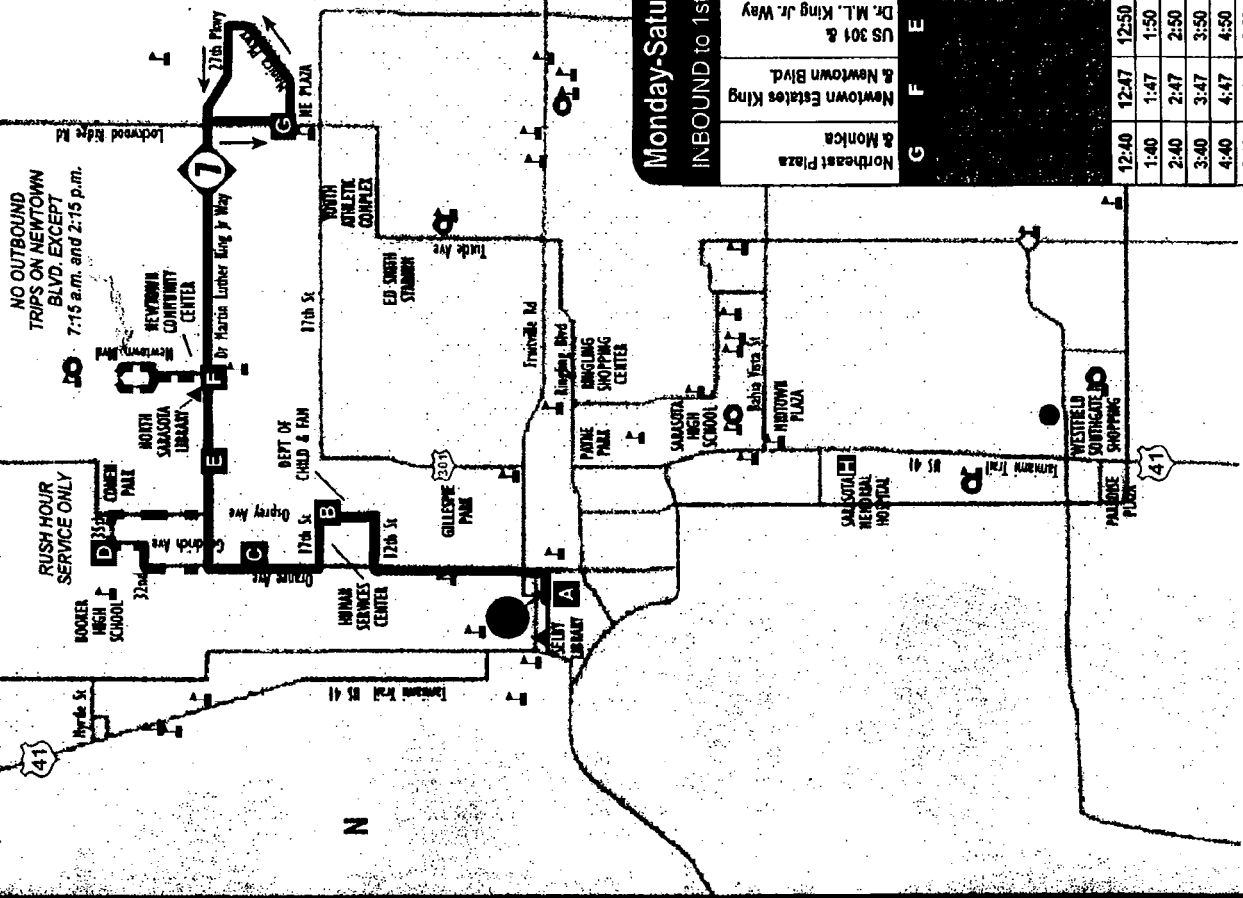 41
Myrtle St
Tamiami Trail US 41
N
RUSH HOUR
SERVICE ONLY
BOOKER
HIGH
SCHOOL
32nd
D
35th
COHEN
PARK
Goodrich Ave
Osprey Ave
Orange Ave
C
17th St
B
12th St
DEPT OF
CHILD & FAM
HUMAN
SERVICES
CENTER
A
SELBY
LIBRARY
GILLESPIE
PARK
301
E
NORTH
SARASOTA
LIBRARY
F
Newtown Blvd
NEWTOWN
COMMUNITY
CENTER
NO OUTBOUND
TRIPS ON NEWTOWN
BLVD. EXCEPT
7:15 a.m. and 2:15 p.m.
Dr Martin Luther King Jr Way
7
Lockwood Ridge Rd
27th Pkwy
G
NE PLAZA
17th St
YOUTH
ATHLETIC
COMPLEX
ED SMITH
STADIUM
Tuttle Ave
Fruitville Rd
Ringling Blvd
RINGLING
SHOPPING
CENTER
PAYNE
PARK
SARASOTA
HIGH
SCHOOL
Bahia Vista St
MIDTOWN
PLAZA
SARASOTA
MEMORIAL
HOSPITAL
H
US 41
Tamiami Trail
WESTFIELD
SOUTHGATE
SHOPPING
PARADISE
PLAZA
41
Monday-Satu
INBOUND to 1st
Northeast Plaza
& Monica
Newtown Estates King
& Newtown Blvd.
US 301 &
Dr. M.L. King Jr. Way
G F E
12:40 12:47 12:50
1:40 1:47 1:50
2:40 2:47 2:50
3:40 3:47 3:50
4:40 4:47 4:50